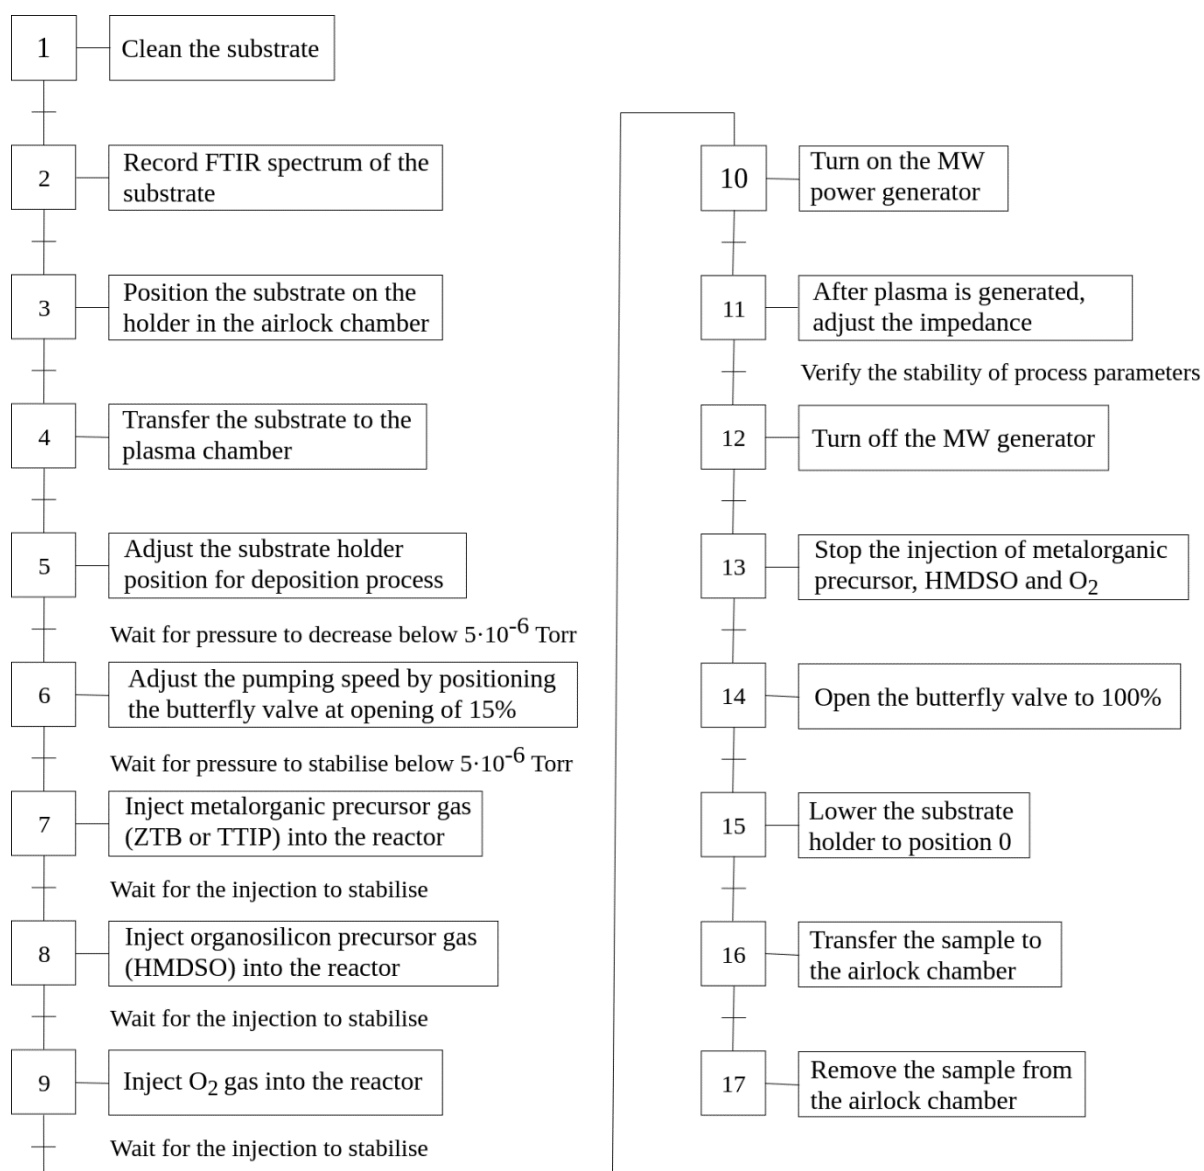 1
Clean the substrate
2
Record FTIR spectrum of the
substrate
3
Position the substrate on the
holder in the airlock chamber
4
Transfer the substrate to the
plasma chamber
5
Adjust the substrate holder
position for deposition process
Wait for pressure to decrease below 5·10⁻⁶ Torr
6
Adjust the pumping speed by positioning
the butterfly valve at opening of 15%
Wait for pressure to stabilise below 5·10⁻⁶ Torr
7
Inject metalorganic precursor gas
(ZTB or TTIP) into the reactor
Wait for the injection to stabilise
8
Inject organosilicon precursor gas
(HMDSO) into the reactor
Wait for the injection to stabilise
9
Inject O₂ gas into the reactor
Wait for the injection to stabilise
10
Turn on the MW
power generator
11
After plasma is generated,
adjust the impedance
Verify the stability of process parameters
12
Turn off the MW generator
13
Stop the injection of metalorganic
precursur, HMDSO and O₂
14
Open the butterfly valve to 100%
15
Lower the substrate
holder to position 0
16
Transfer the sample to
the airlock chamber
17
Remove the sample from
the airlock chamber